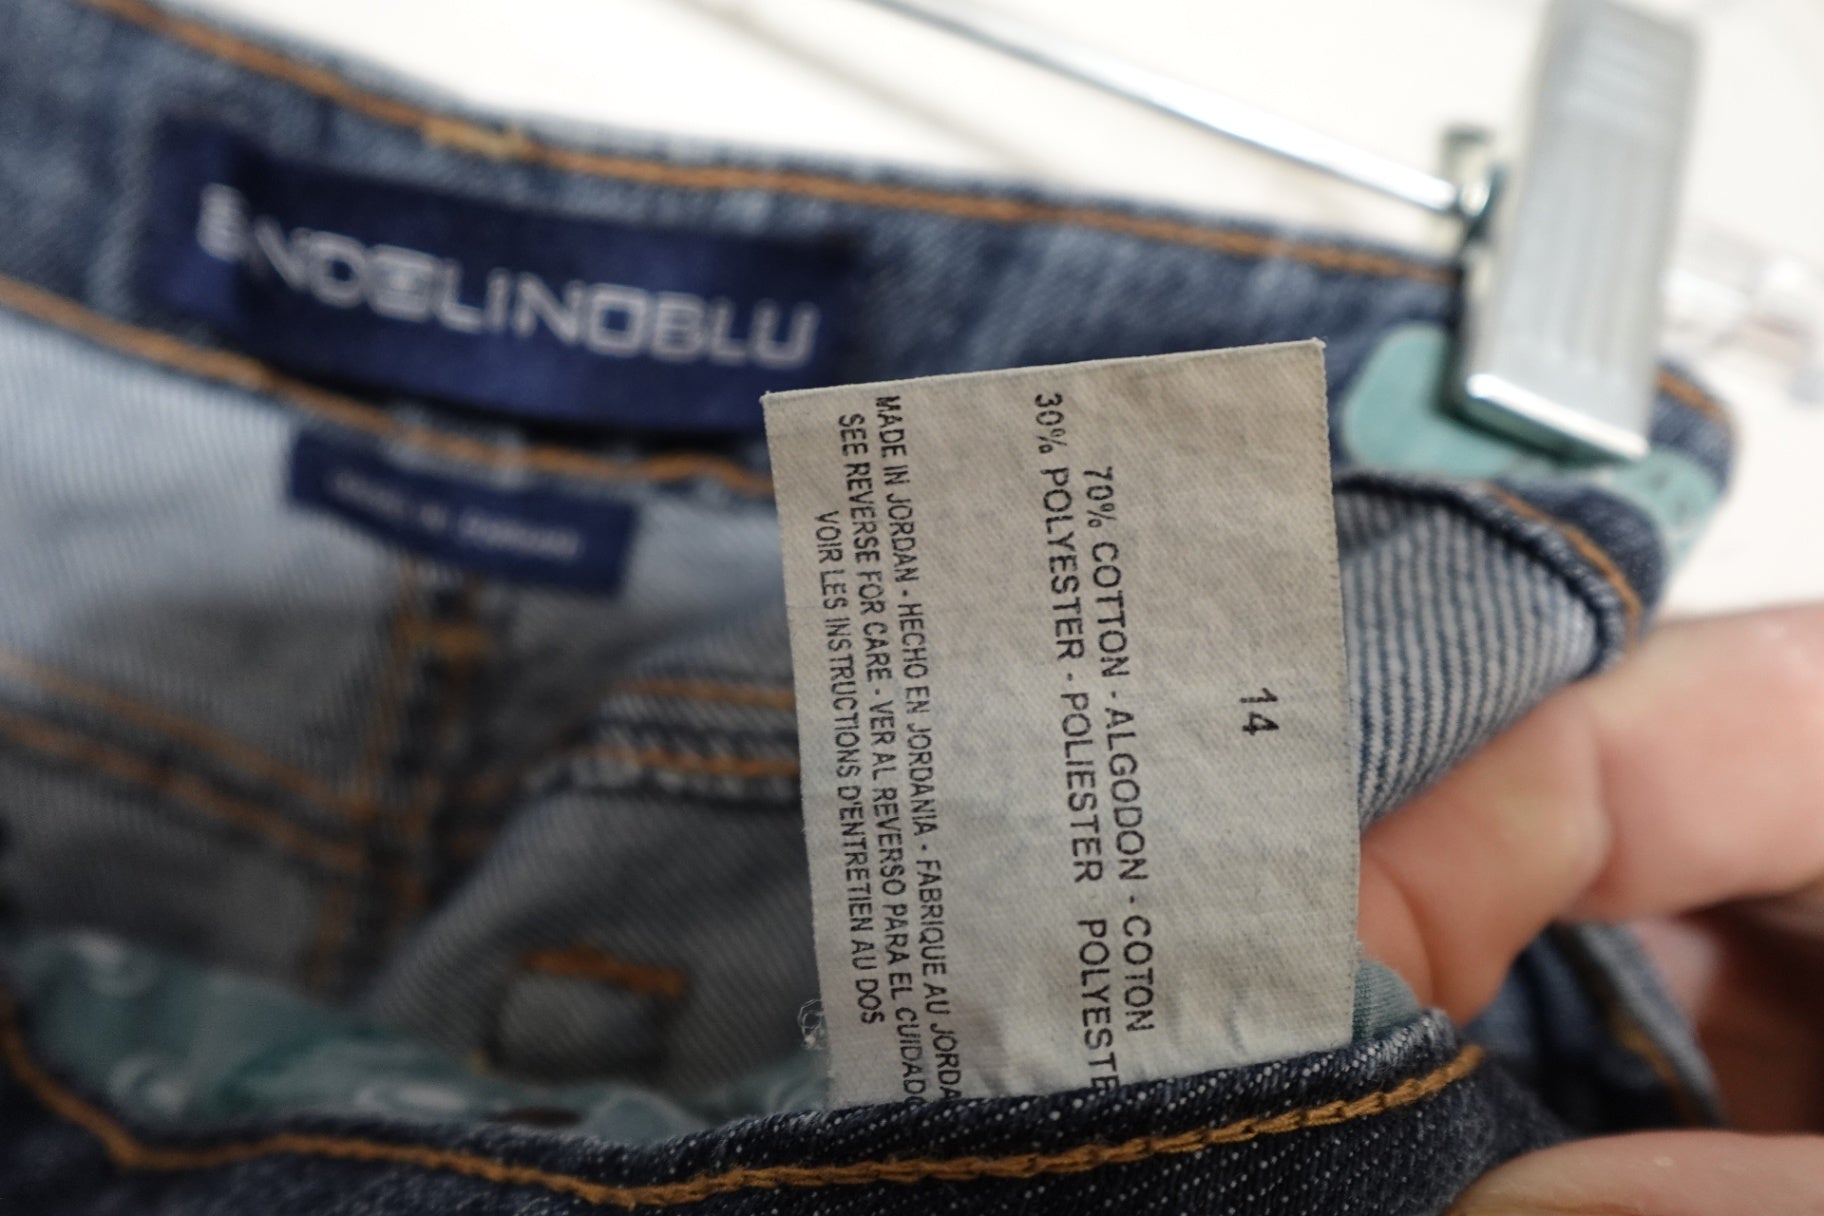 BANDOLINOBLU
14
70% COTTON - ALGODON - COTON
30% POLYESTER - POLIESTER POLYESTE
MADE IN JORDAN - HECHO EN JORDANIA - FABRIQUE AU JORDA
SEE REVERSE FOR CARE - VER AL REVERSO PARA EL CUIDADO
VOIR LES INSTRUCTIONS D'ENTRETIEN AU DOS